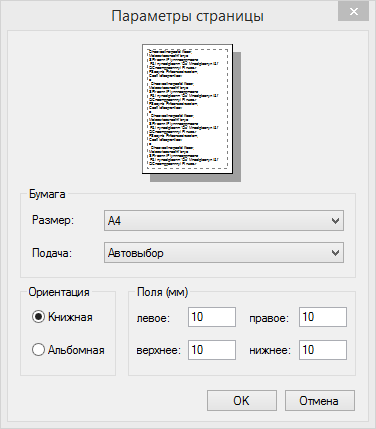 Параметры страницы
Бумага
Размер: A4
Подача: Автовыбор
Ориентация
Книжная
Альбомная
Поля (мм)
левое: 10 правое: 10
верхнее: 10 нижнее: 10
OK Отмена